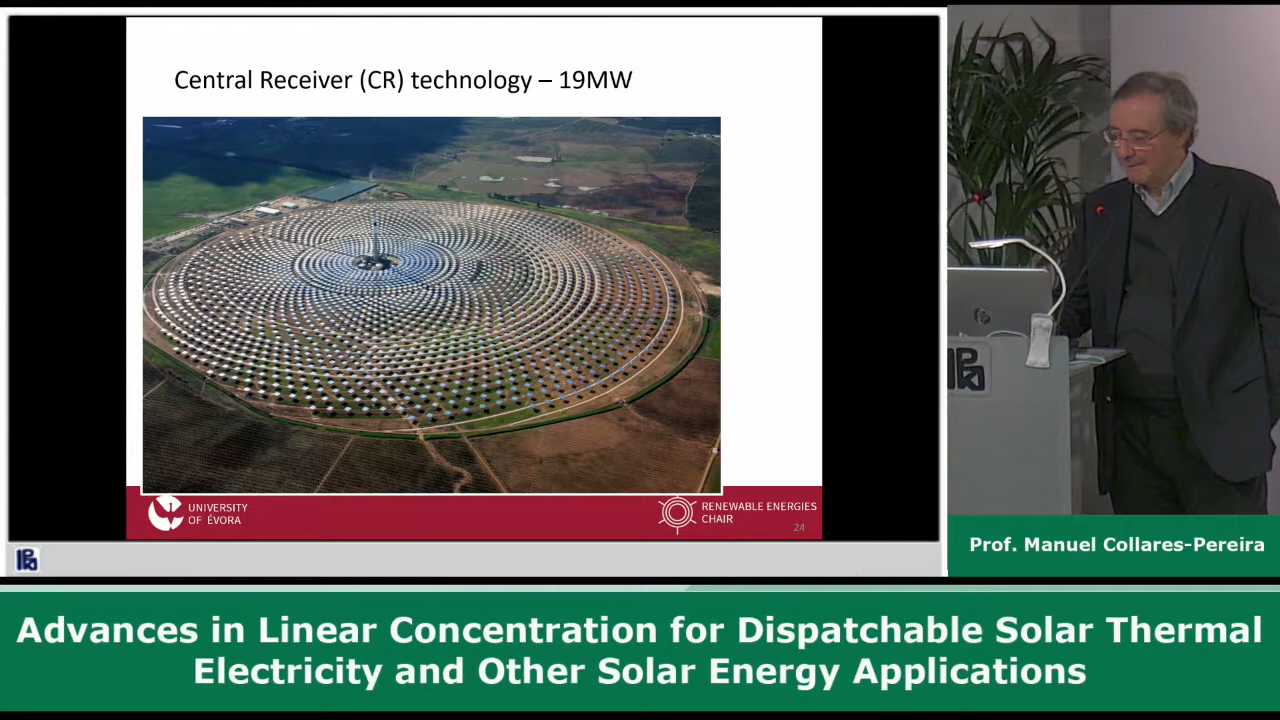 Central Receiver (CR) technology – 19MW
UNIVERSITY
OF ÉVORA
RENEWABLE ENERGIES
CHAIR
24
Prof. Manuel Collares-Pereira
Advances in Linear Concentration for Dispatchable Solar Thermal
Electricity and Other Solar Energy Applications